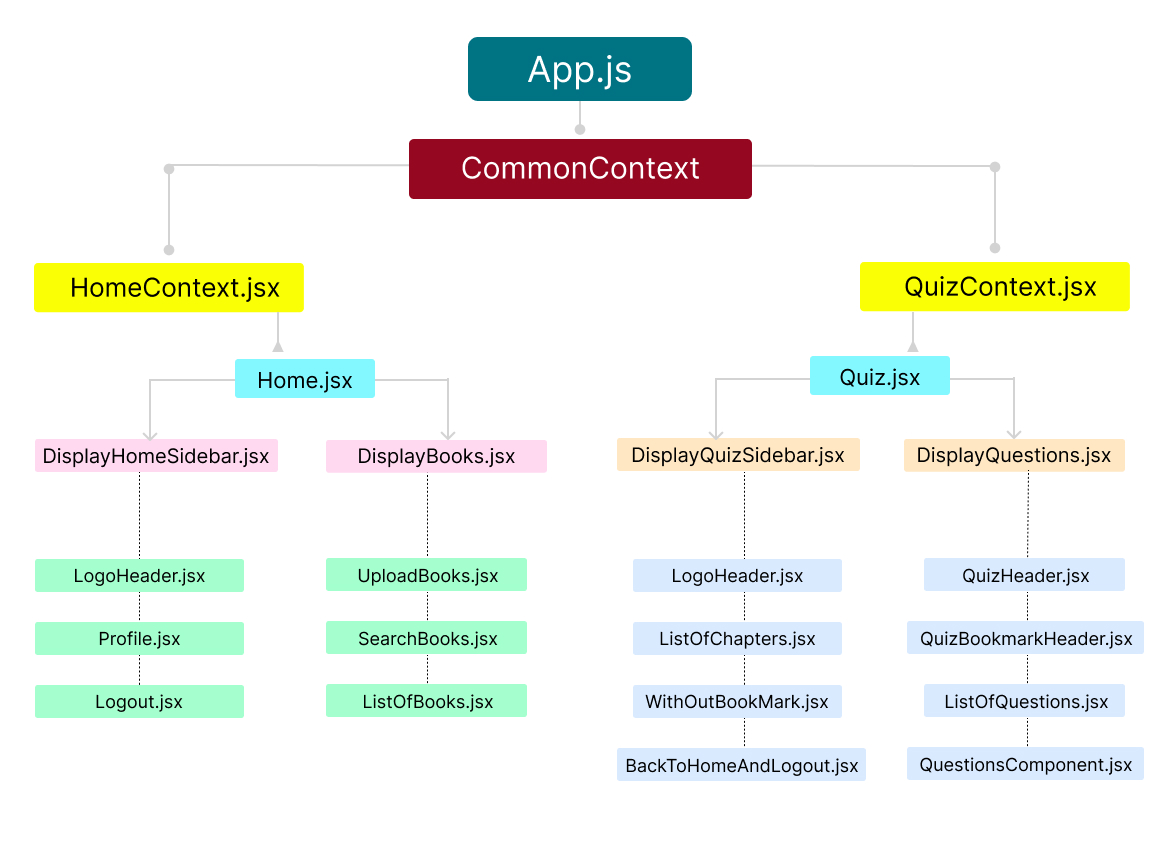 App.js
CommonContext
HomeContext.jsx
QuizContext.jsx
Home.jsx
Quiz.jsx
DisplayHomeSidebar.jsx
DisplayBooks.jsx
DisplayQuizSidebar.jsx
DisplayQuestions.jsx
LogoHeader.jsx
UploadBooks.jsx
LogoHeader.jsx
QuizHeader.jsx
Profile.jsx
SearchBooks.jsx
ListOfChapters.jsx
QuizBookmarkHeader.jsx
Logout.jsx
ListOfBooks.jsx
WithOutBookMark.jsx
ListOfQuestions.jsx
BackToHomeAndLogout.jsx
QuestionsComponent.jsx